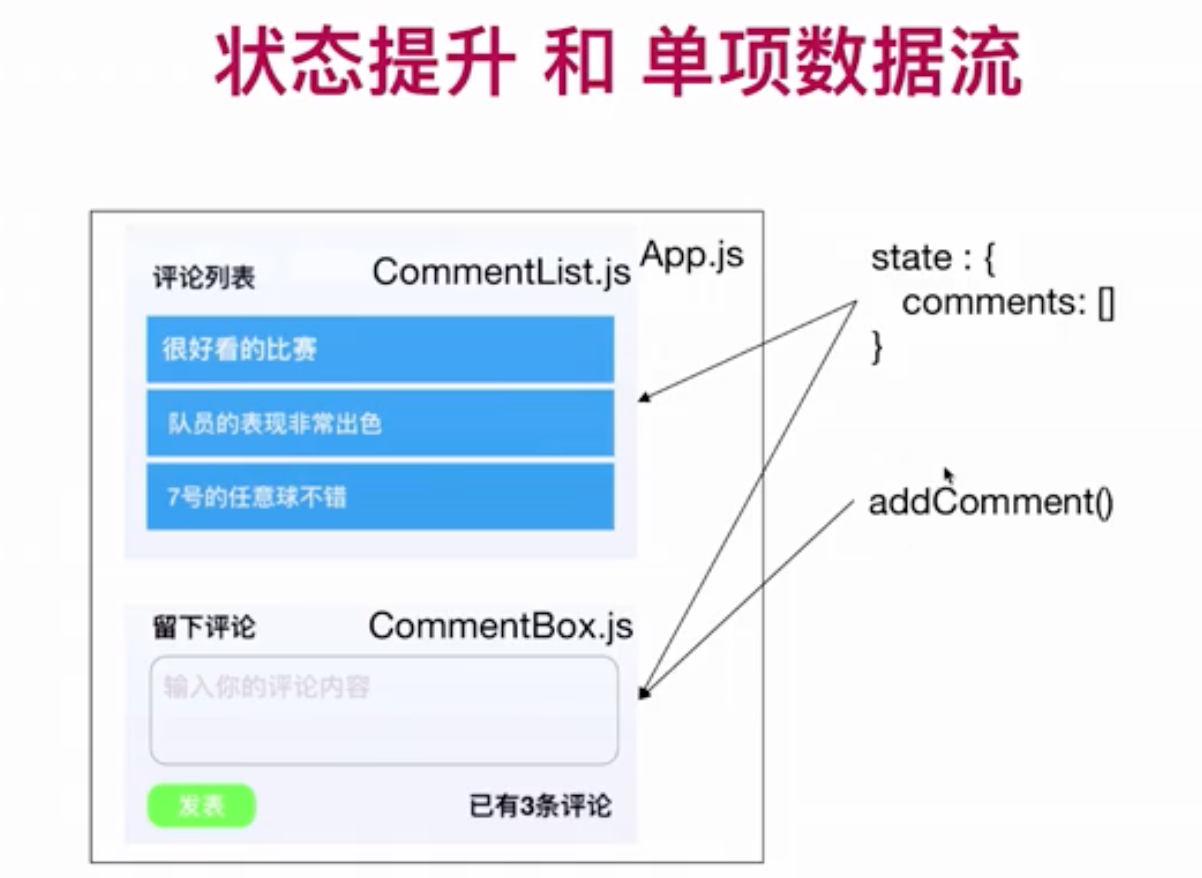 状态提升 和 单项数据流
App.js
评论列表 CommentList.js
很好看的比赛
队员的表现非常出色
7号的任意球不错
留下评论 CommentBox.js
输入你的评论内容
发表 已有3条评论
state : {
comments: []
}
addComment()